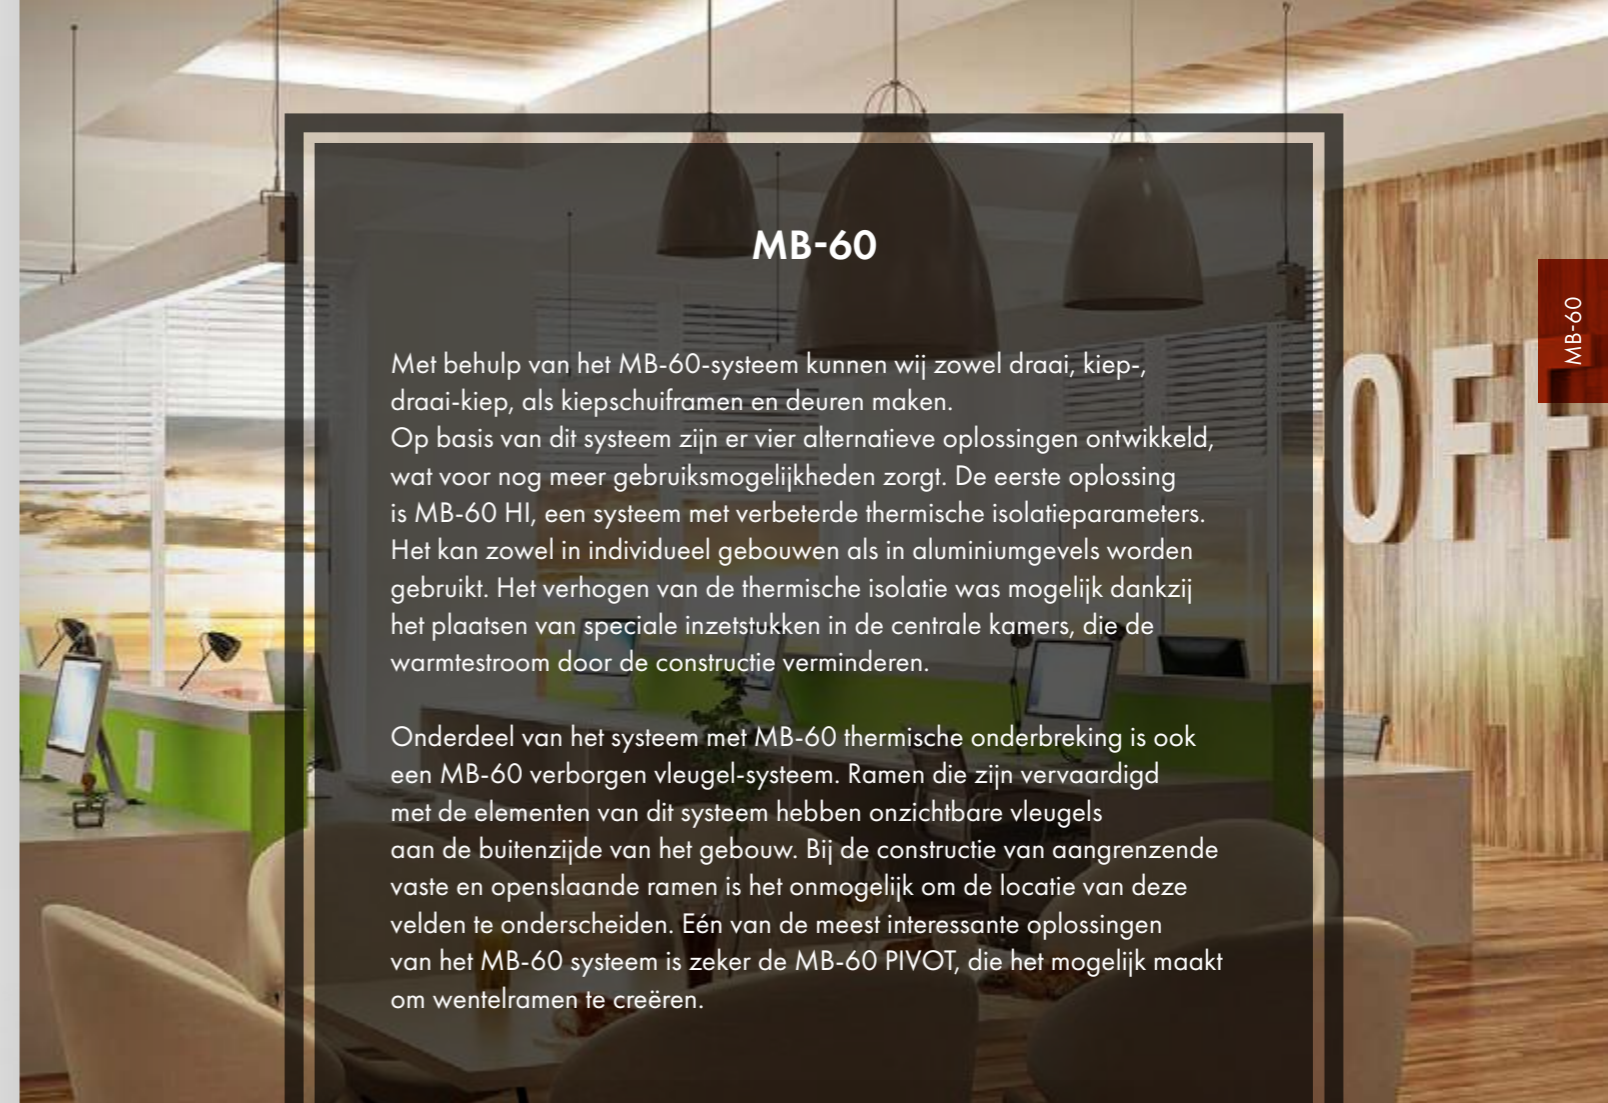 MB-60
MB-60
OFF
Met behulp van het MB-60-systeem kunnen wij zowel draai, kiep-,
draai-kiep, als kiepschuiframen en deuren maken.
Op basis van dit systeem zijn er vier alternatieve oplossingen ontwikkeld,
wat voor nog meer gebruiksmogelijkheden zorgt. De eerste oplossing
is MB-60 HI, een systeem met verbeterde thermische isolatieparameters.
Het kan zowel in individueel gebouwen als in aluminiumgevels worden
gebruikt. Het verhogen van de thermische isolatie was mogelijk dankzij
het plaatsen van speciale inzetstukken in de centrale kamers, die de
warmtestroom door de constructie verminderen.
Onderdeel van het systeem met MB-60 thermische onderbreking is ook
een MB-60 verborgen vleugel-systeem. Ramen die zijn vervaardigd
met de elementen van dit systeem hebben onzichtbare vleugels
aan de buitenzijde van het gebouw. Bij de constructie van aangrenzende
vaste en openslaande ramen is het onmogelijk om de locatie van deze
velden te onderscheiden. Eén van de meest interessante oplossingen
van het MB-60 systeem is zeker de MB-60 PIVOT, die het mogelijk maakt
om wentelramen te creëren.